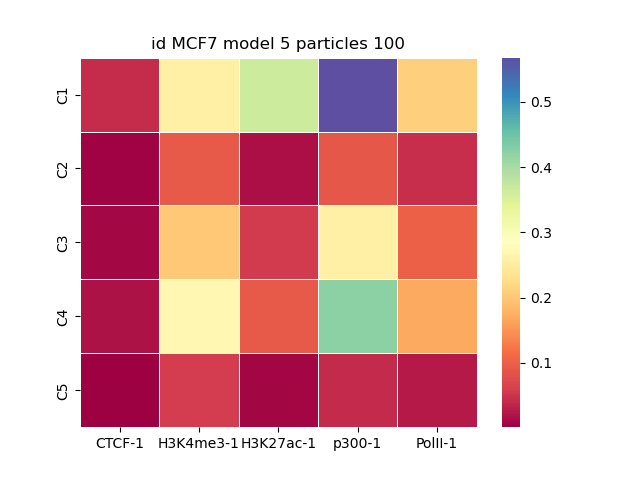 id MCF7 model 5 particles 100
C1
C2
C3
C4
C5
CTCF-1 H3K4me3-1 H3K27ac-1 p300-1 PolII-1
0.5
0.4
0.3
0.2
0.1